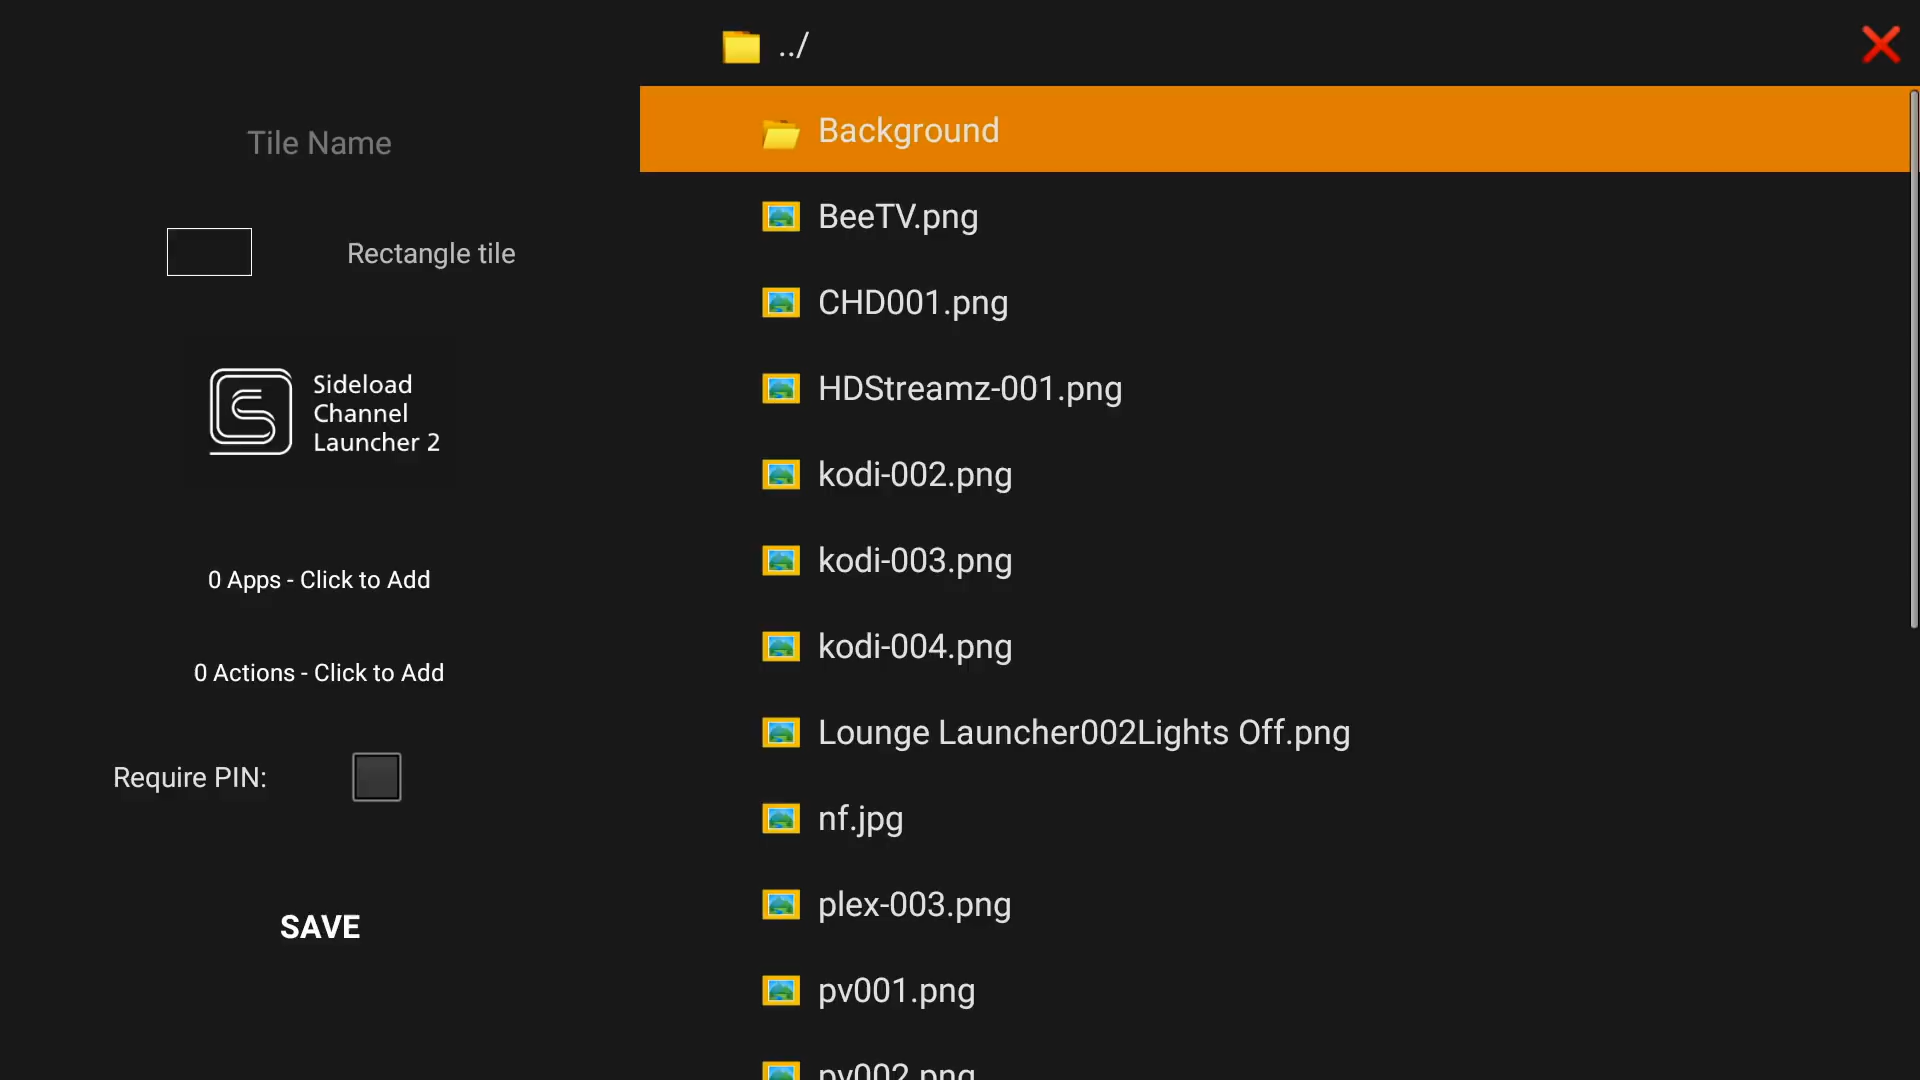 ../
Background
BeeTV.png
CHD001.png
HDStreamz-001.png
kodi-002.png
kodi-003.png
kodi-004.png
Lounge Launcher002Lights Off.png
nf.jpg
plex-003.png
pv001.png
pv002.png
Tile Name
Rectangle tile
Sideload
Channel
Launcher 2
0 Apps - Click to Add
0 Actions - Click to Add
Require PIN:
SAVE